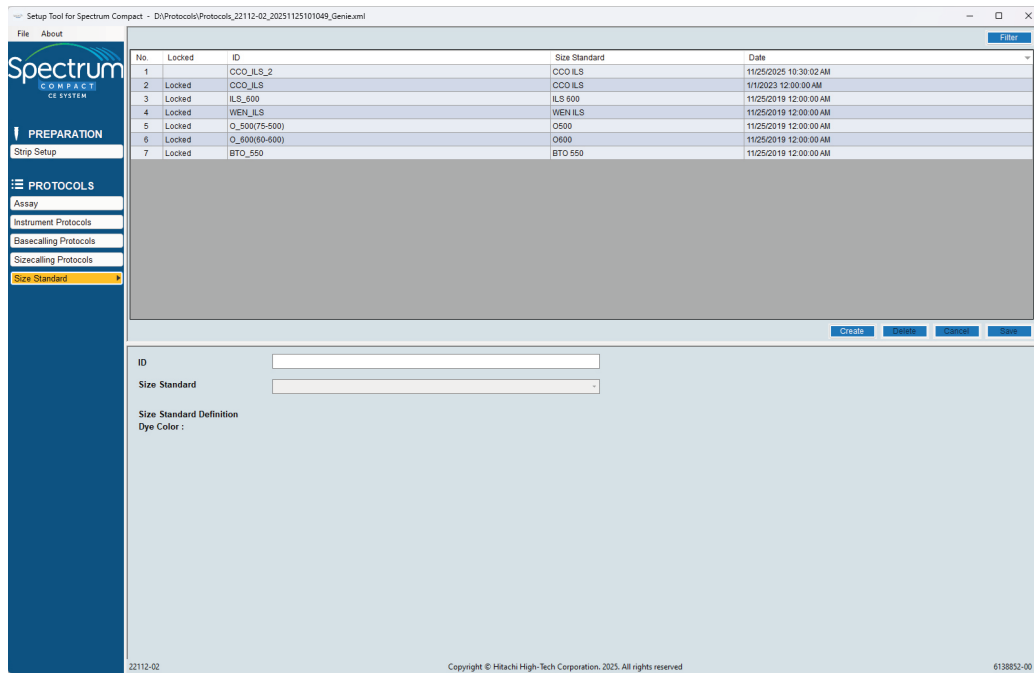 Setup Tool for Spectrum Compact - D:\Protocols\Protocols_22112-02_20251125101049_Genie.xml
File About
Filter
Spectrum
COMPACT
CE SYSTEM
PREPARATION
Strip Setup
PROTOCOLS
Assay
Instrument Protocols
Basecalling Protocols
Sizecalling Protocols
Size Standard
No. Locked ID Size Standard Date
1 CCO_ILS_2 CCO ILS 11/25/2025 10:30:02 AM
2 Locked CCO_ILS CCO ILS 1/1/2023 12:00:00 AM
3 Locked ILS_600 ILS 600 11/25/2019 12:00:00 AM
4 Locked WEN_ILS WEN ILS 11/25/2019 12:00:00 AM
5 Locked O_500(75-500) O500 11/25/2019 12:00:00 AM
6 Locked O_600(60-600) O600 11/25/2019 12:00:00 AM
7 Locked BTO_550 BTO 550 11/25/2019 12:00:00 AM
Create Delete Cancel Save
ID
Size Standard
Size Standard Definition
Dye Color :
22112-02 Copyright © Hitachi High-Tech Corporation. 2025. All rights reserved 6138852-00